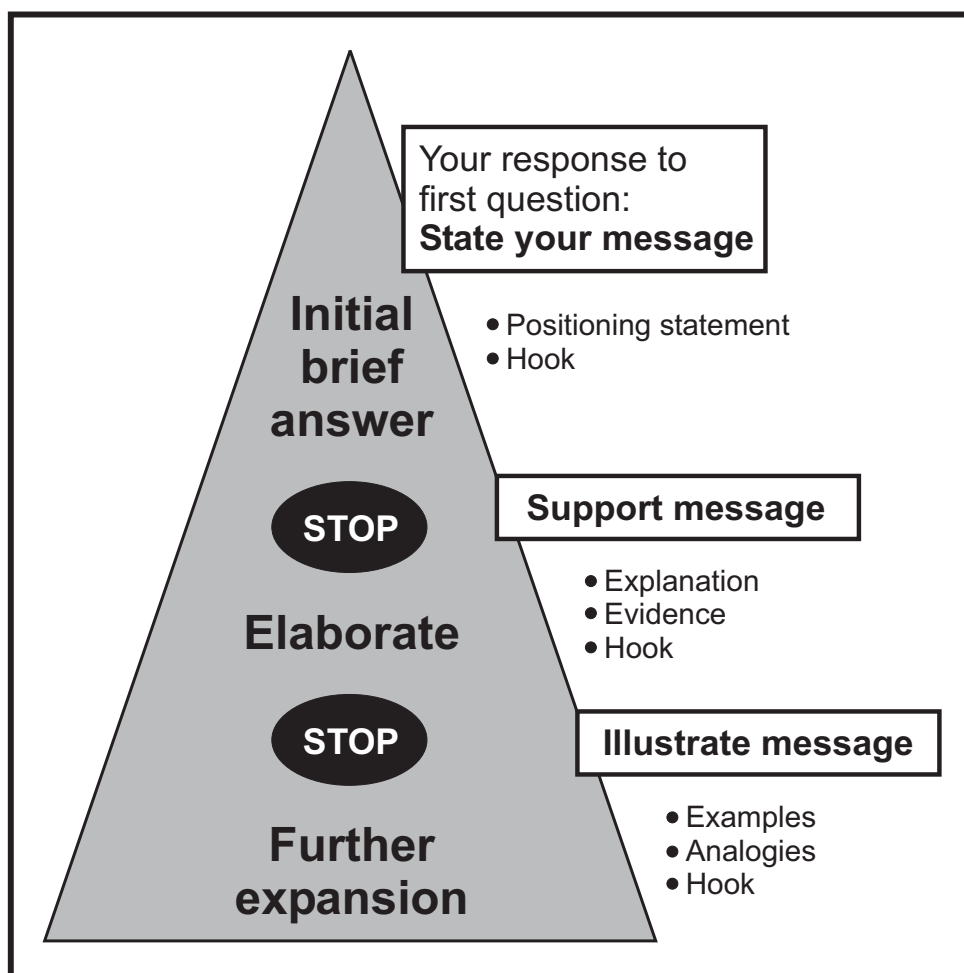 Your response to
first question:
State your message
Initial
brief
answer
• Positioning statement
• Hook
STOP
Support message
Elaborate
• Explanation
• Evidence
• Hook
STOP
Illustrate message
Further
expansion
• Examples
• Analogies
• Hook